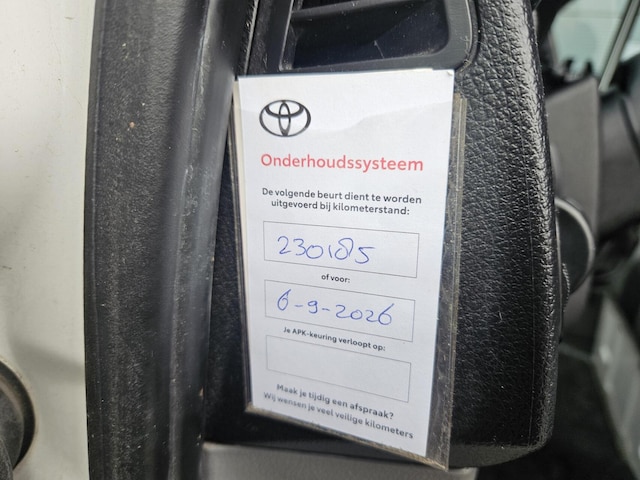 Onderhoudssysteem
De volgende beurt dient te worden
uitgevoerd bij kilometerstand:
230185
of voor:
6-9-2026
Je APK-keuring verloopt op:
Maak je tijdig een afspraak?
Wij wensen je veel veilige kilometers